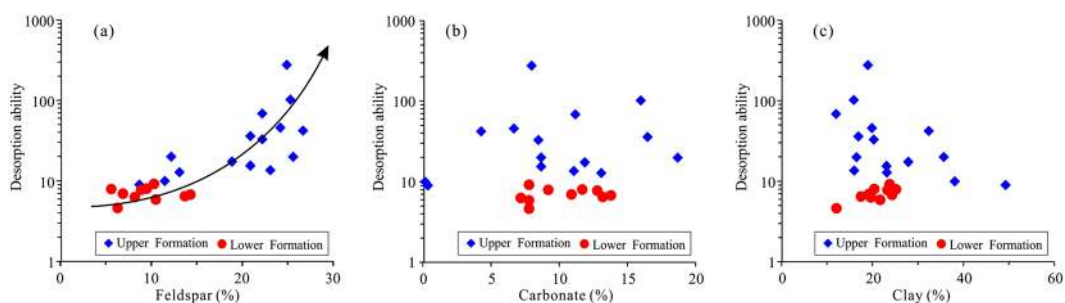 (a)
Desorption ability
1000
100
10
1
0
10
20
30
Feldspar (%)
Upper Formation
Lower Formation
(b)
Desorption ability
1000
100
10
1
0
5
10
15
20
Carbonate (%)
Upper Formation
Lower Formation
(c)
Desorption ability
1000
100
10
1
0
20
40
60
Clay (%)
Upper Formation
Lower Formation